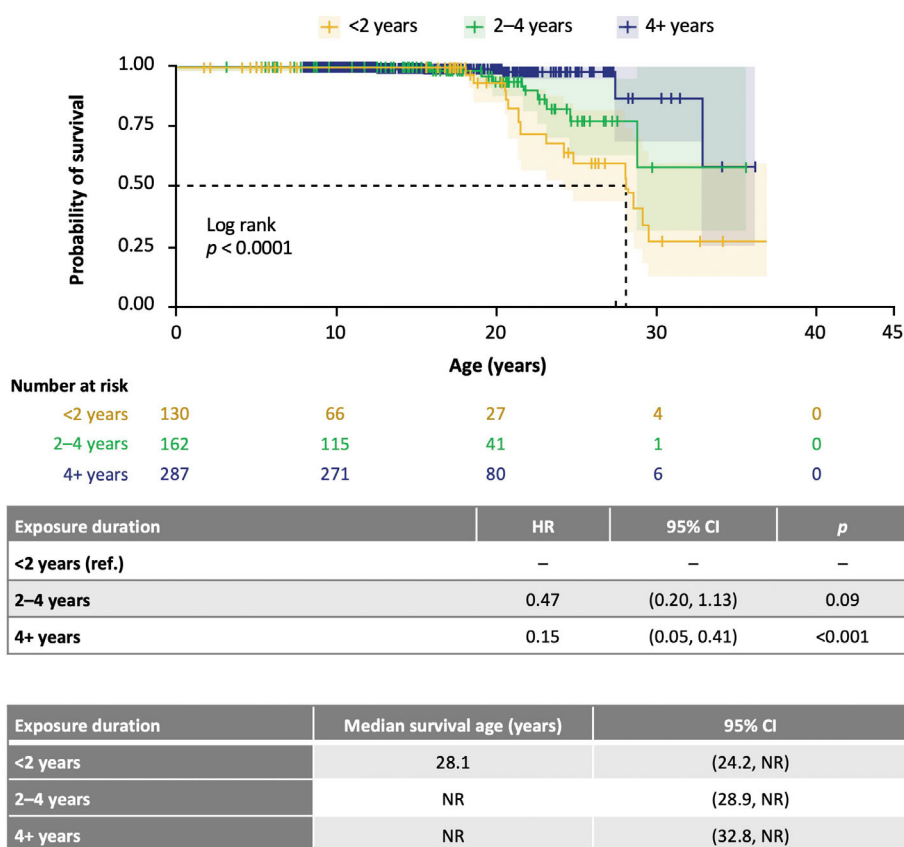 <2 years 2–4 years 4+ years
1.00
0.75
0.50
0.25
0.00
Probability of survival
Log rank
p < 0.0001
0 10 20 30 40 45
Age (years)
Number at risk
<2 years 130 66 27 4 0
2–4 years 162 115 41 1 0
4+ years 287 271 80 6 0
Exposure duration HR 95% CI p
<2 years (ref.) – – –
2–4 years 0.47 (0.20, 1.13) 0.09
4+ years 0.15 (0.05, 0.41) <0.001
Exposure duration Median survival age (years) 95% CI
<2 years 28.1 (24.2, NR)
2–4 years NR (28.9, NR)
4+ years NR (32.8, NR)